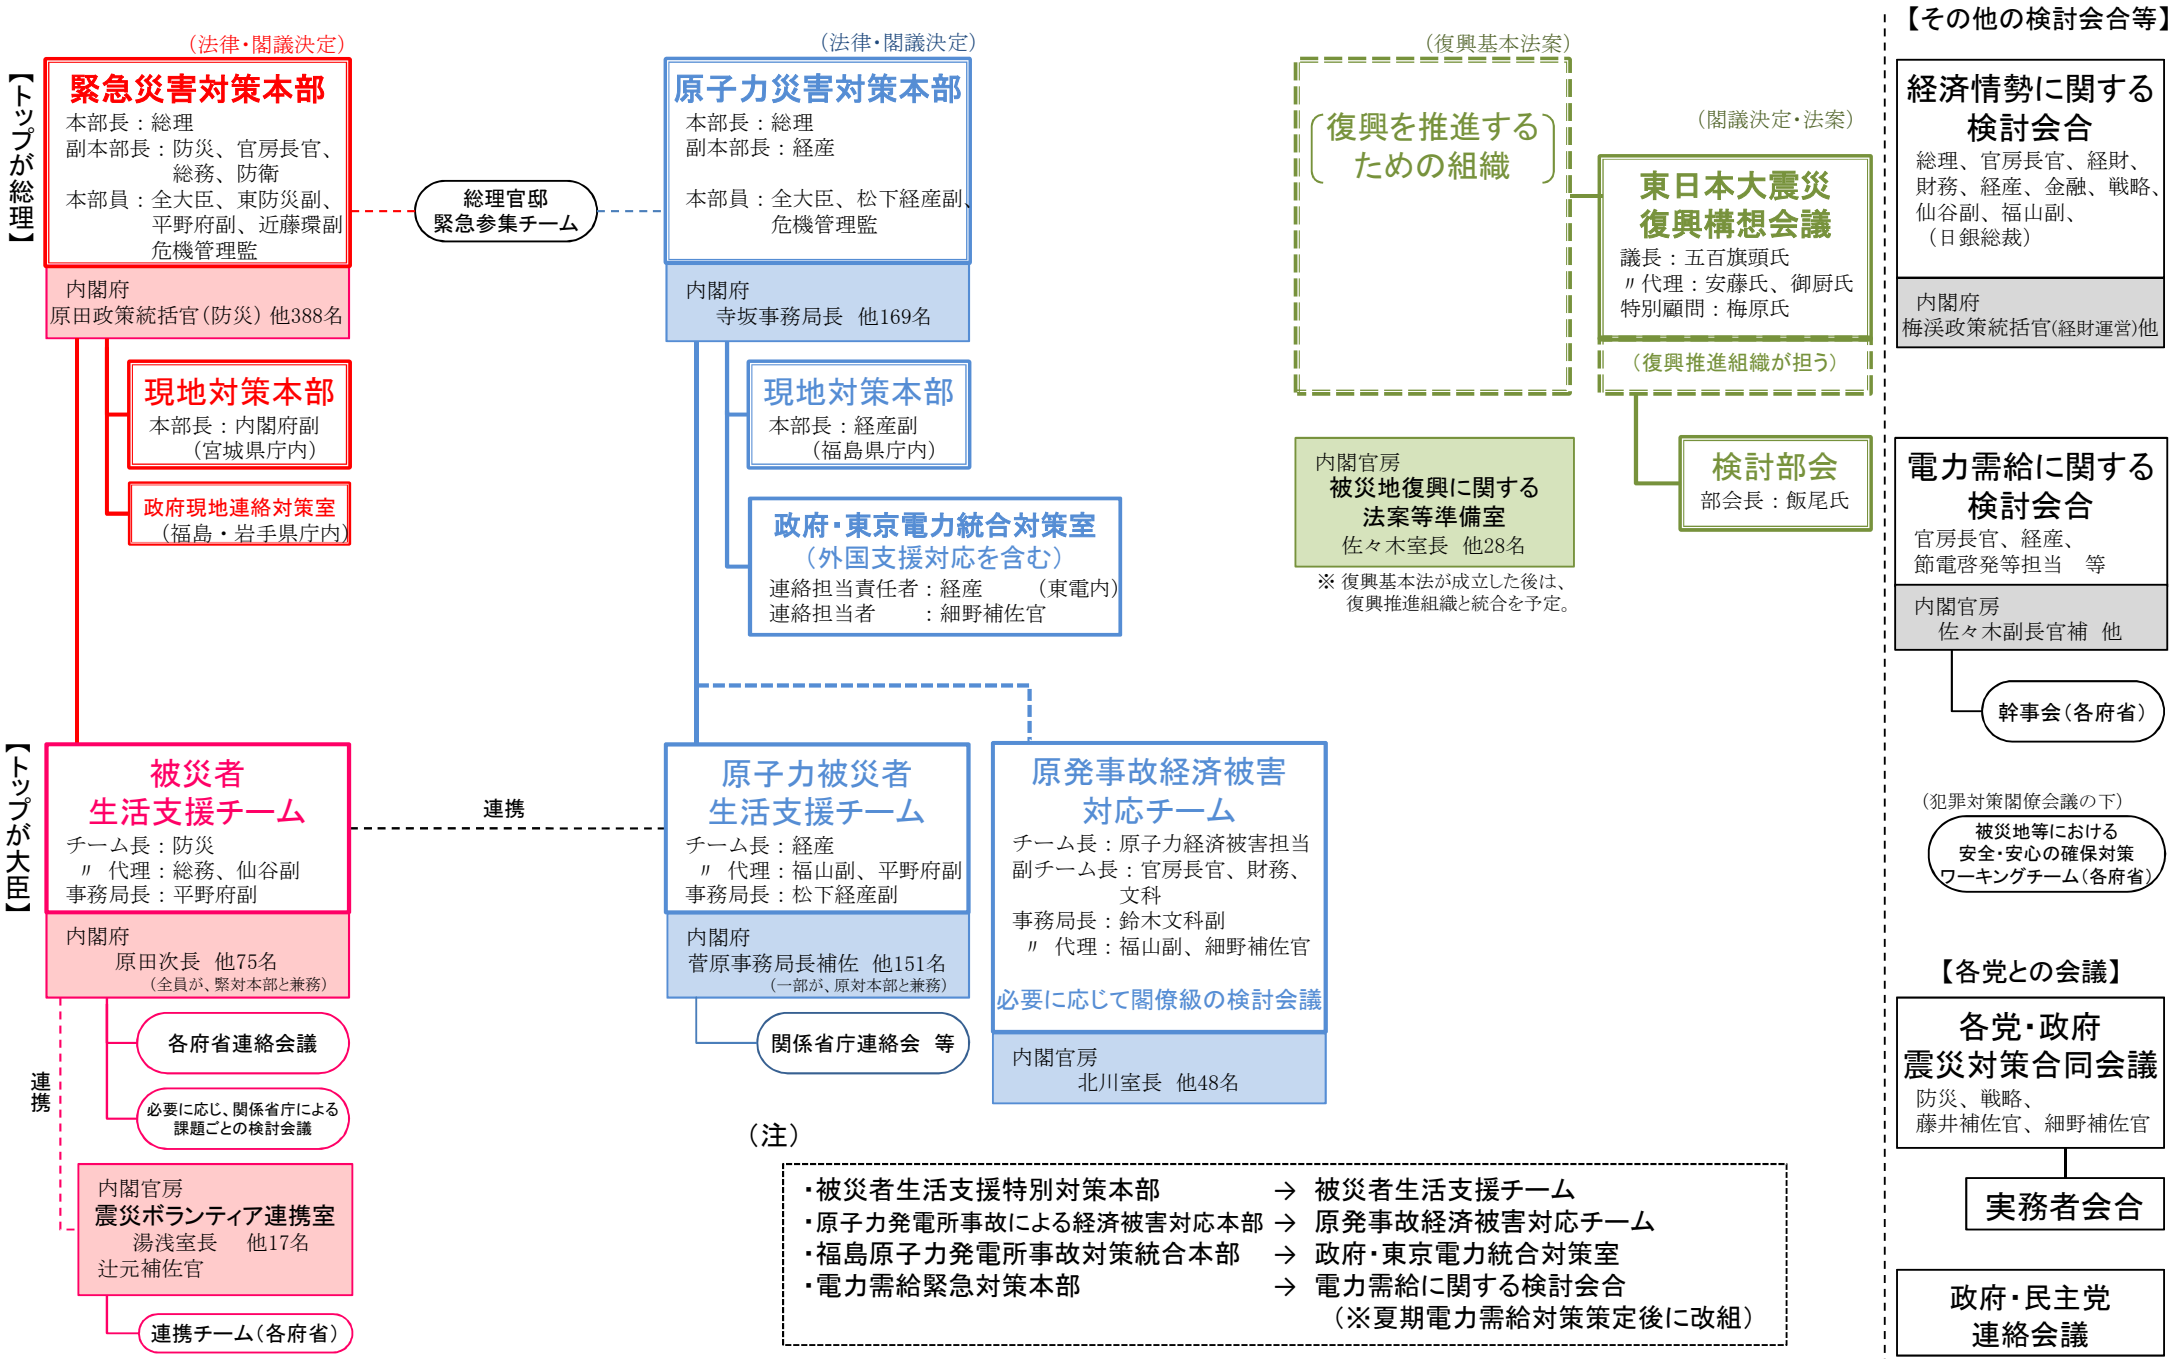 【トップが総理】
(法律・閣議決定)
緊急災害対策本部
本部長：総理
副本部長：防災、官房長官、
総務、防衛
本部員：全大臣、東防災副、
平野府副、近藤環副
危機管理監
内閣府
原田政策統括官(防災) 他388名
現地対策本部
本部長：内閣府副
(宮城県庁内)
政府現地連絡対策室
(福島・岩手県庁内)
総理官邸
緊急参集チーム
(法律・閣議決定)
原子力災害対策本部
本部長：総理
副本部長：経産
本部員：全大臣、松下経産副、
危機管理監
内閣府
寺坂事務局長 他169名
現地対策本部
本部長：経産副
(福島県庁内)
政府・東京電力統合対策室
(外国支援対応を含む)
連絡担当責任者：経産 (東電内)
連絡担当者 ：細野補佐官
(復興基本法案)
復興を推進する
ための組織
(閣議決定・法案)
東日本大震災
復興構想会議
議長：五百旗頭氏
〃代理：安藤氏、御厨氏
特別顧問：梅原氏
(復興推進組織が担う)
検討部会
部会長：飯尾氏
内閣官房
被災地復興に関する
法案等準備室
佐々木室長 他28名
※ 復興基本法が成立した後は、
復興推進組織と統合を予定。
【トップが大臣】
被災者
生活支援チーム
チーム長：防災
〃 代理：総務、仙谷副
事務局長：平野府副
内閣府
原田次長 他75名
(全員が、緊対本部と兼務)
各府省連絡会議
必要に応じ、関係省庁による
課題ごとの検討会議
連携
内閣官房
震災ボランティア連携室
湯浅室長 他17名
辻元補佐官
連携チーム(各府省)
連携
原子力被災者
生活支援チーム
チーム長：経産
〃 代理：福山副、平野府副
事務局長：松下経産副
内閣府
菅原事務局長補佐 他151名
(一部が、原対本部と兼務)
関係省庁連絡会 等
原発事故経済被害
対応チーム
チーム長：原子力経済被害担当
副チーム長：官房長官、財務、
文科
事務局長：鈴木文科副
〃 代理：福山副、細野補佐官
必要に応じて閣僚級の検討会議
内閣官房
北川室長 他48名
(注)
・被災者生活支援特別対策本部 → 被災者生活支援チーム
・原子力発電所事故による経済被害対応本部 → 原発事故経済被害対応チーム
・福島原子力発電所事故対策統合本部 → 政府・東京電力統合対策室
・電力需給緊急対策本部 → 電力需給に関する検討会合
(※夏期電力需給対策策定後に改組)
【その他の検討会合等】
経済情勢に関する
検討会合
総理、官房長官、経財、
財務、経産、金融、戦略、
仙谷副、福山副、
(日銀総裁)
内閣府
梅渓政策統括官(経財運営)他
電力需給に関する
検討会合
官房長官、経産、
節電啓発等担当 等
内閣官房
佐々木副長官補 他
幹事会(各府省)
(犯罪対策閣僚会議の下)
被災地等における
安全・安心の確保対策
ワーキングチーム(各府省)
【各党との会議】
各党・政府
震災対策合同会議
防災、戦略、
藤井補佐官、細野補佐官
実務者会合
政府・民主党
連絡会議